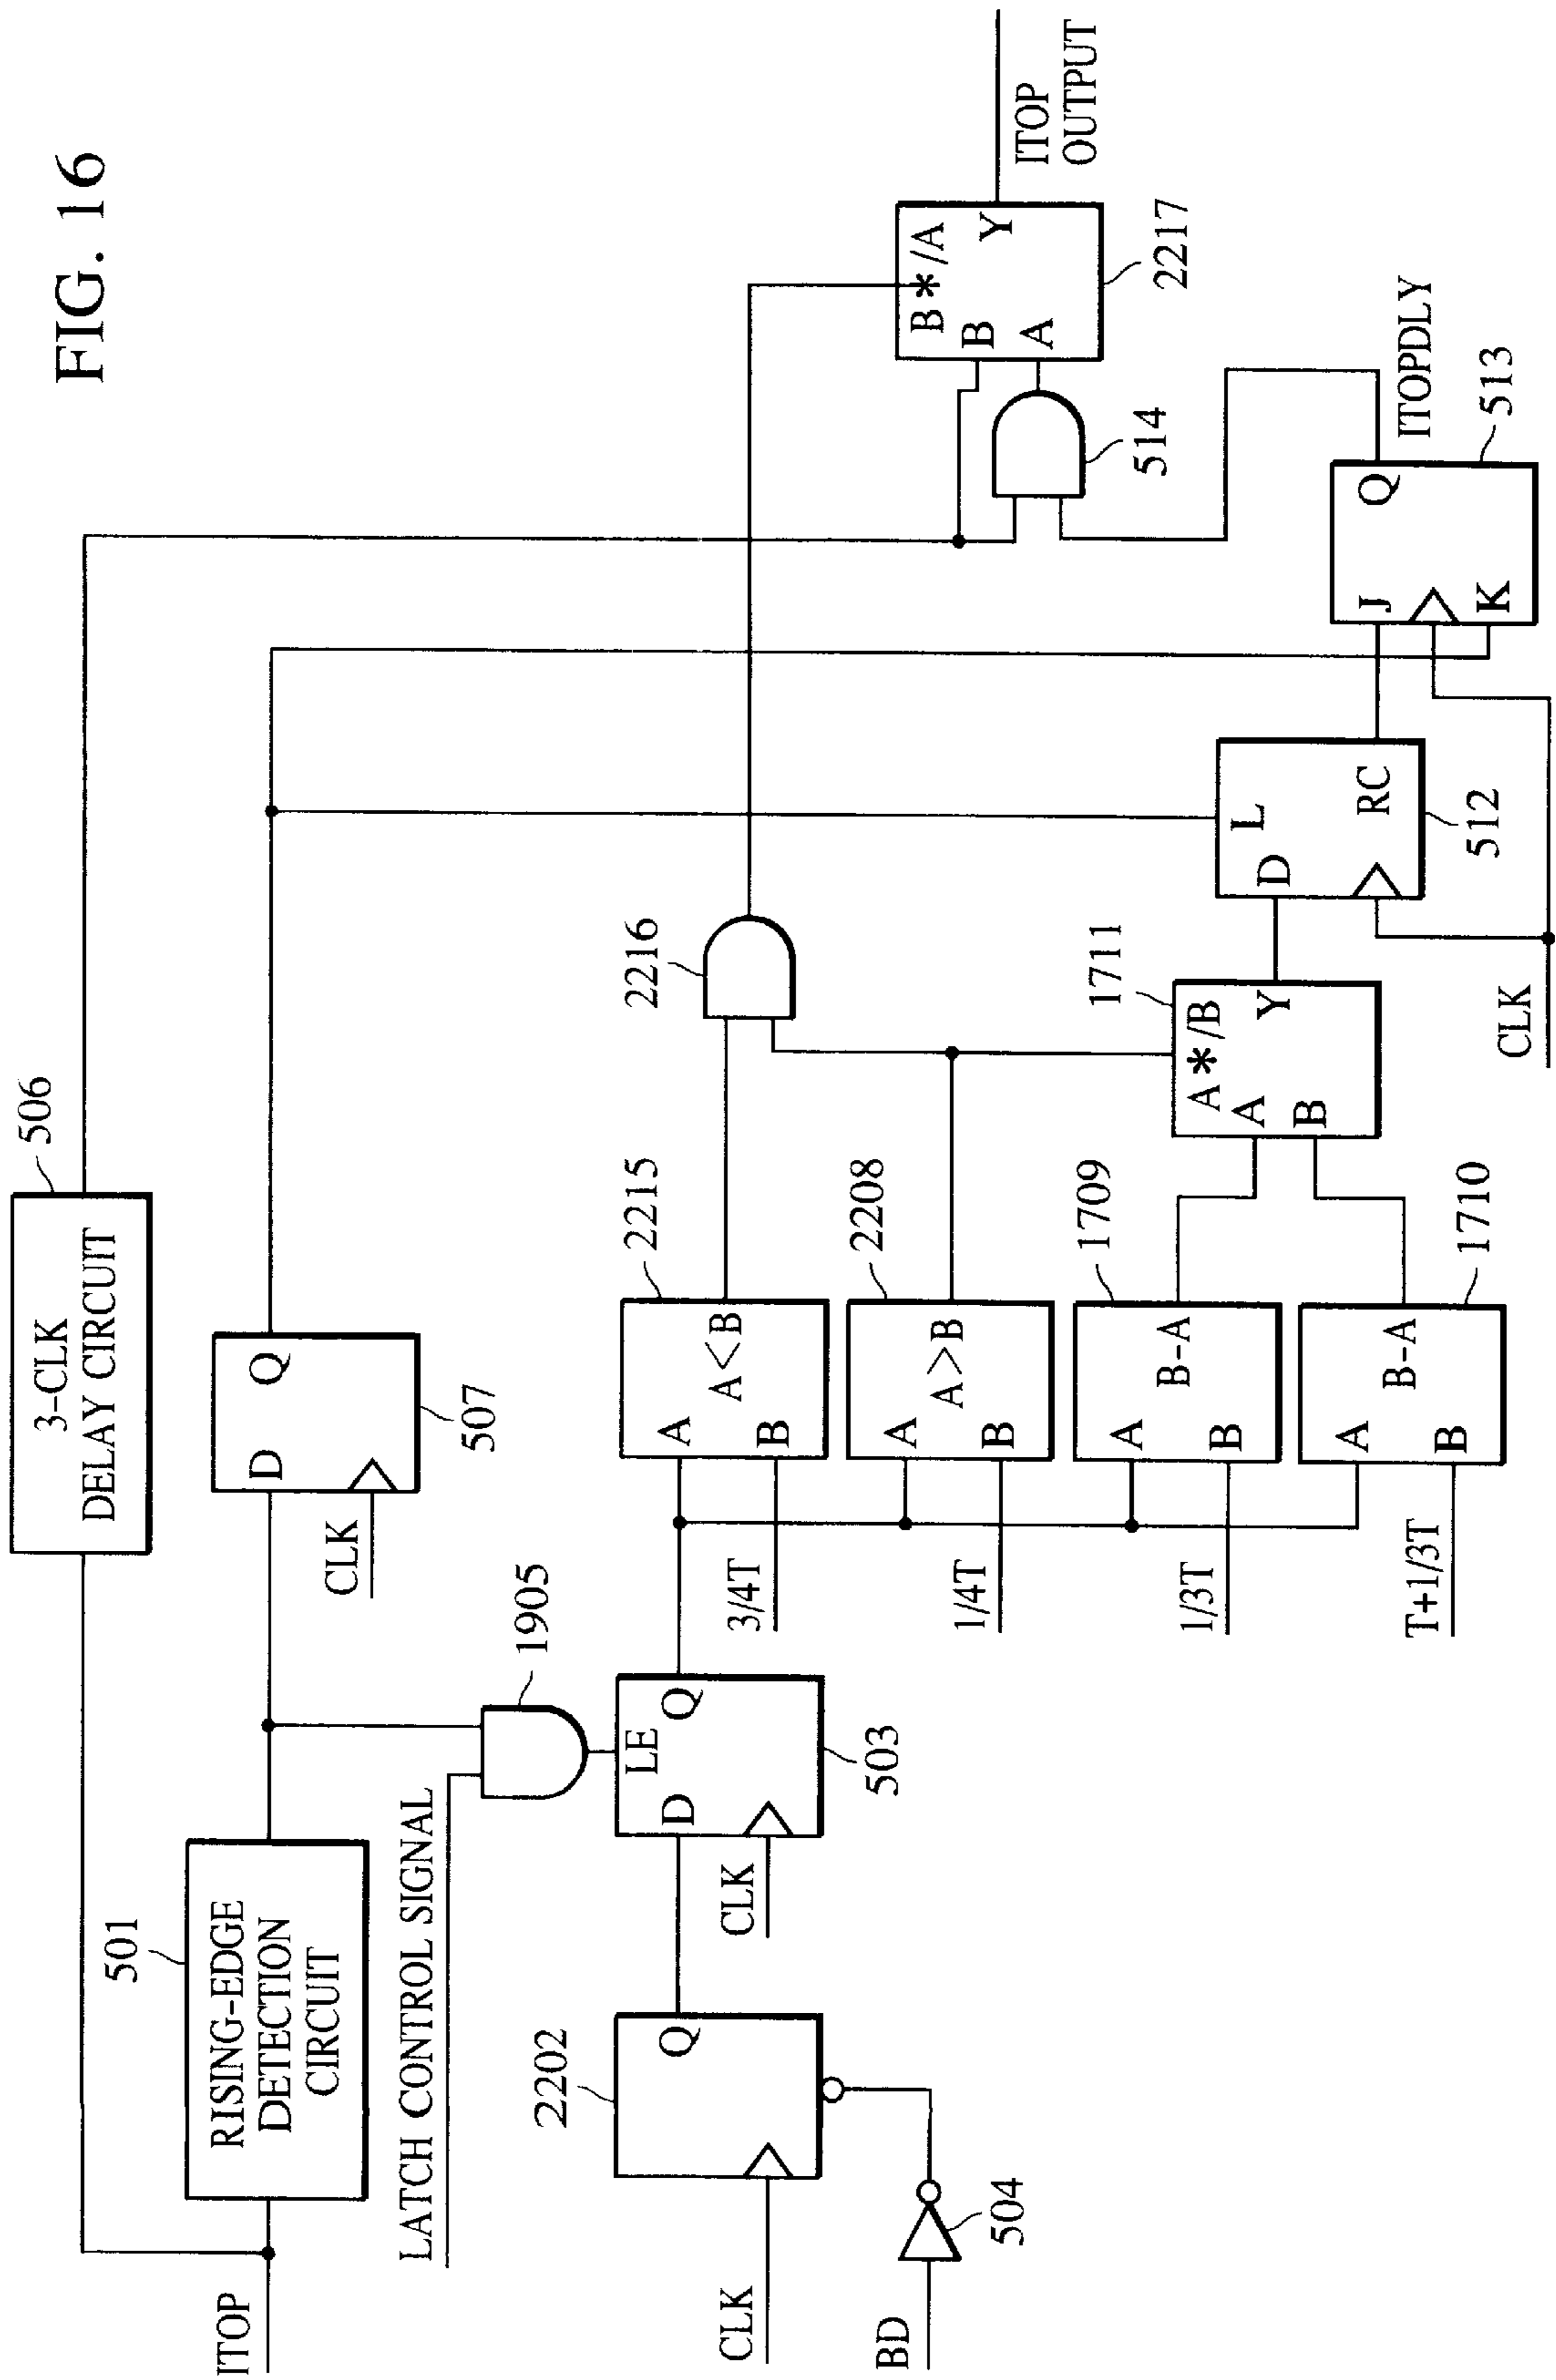 FIG. 16
506
3-CLK
DELAY CIRCUIT
501
RISING-EDGE
DETECTION
CIRCUIT
ITOP
D
Q
CLK
507
LATCH CONTROL SIGNAL
1905
2202
Q
CLK
BD
504
LE
D
Q
CLK
503
3/4T
1/4T
1/3T
T+1/3T
2215
A
B
A<B
2208
A
B
A>B
1709
A
B
B-A
1710
A
B
B-A
2216
1711
A*/B
A
B
Y
L
D
RC
512
CLK
J
K
Q
ITOPDLY
513
514
B*/A
B
A
Y
2217
ITOP
OUTPUT